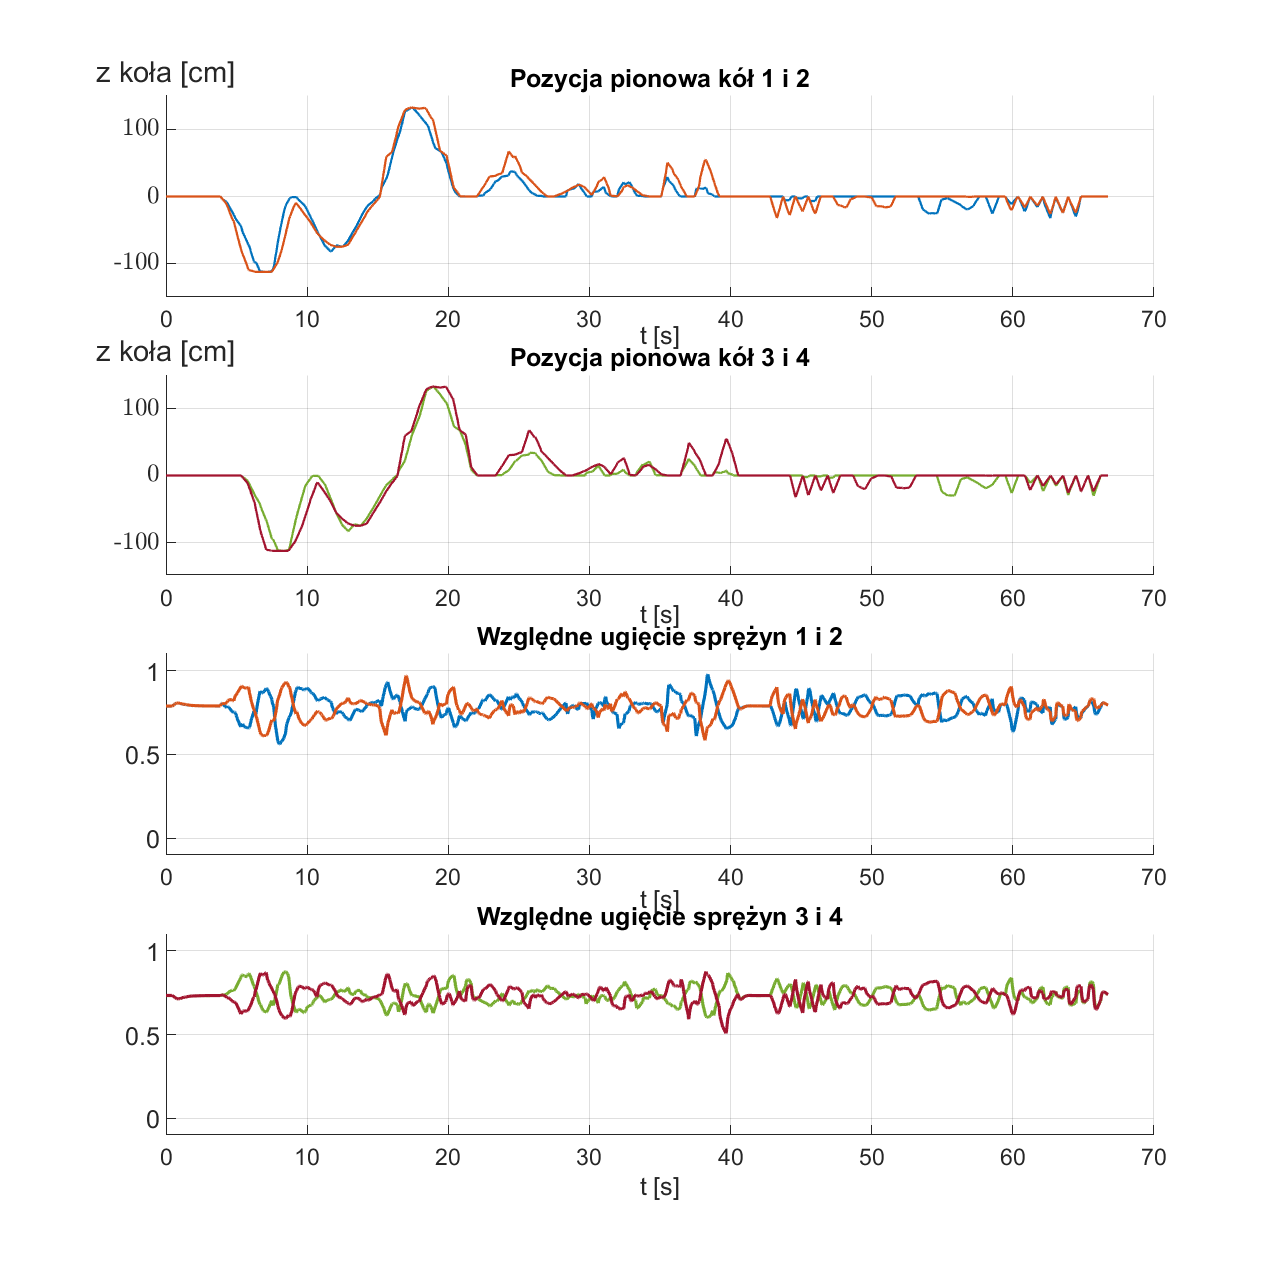 z koła [cm]
Pozycja pionowa kół 1 i 2
100
0
-100
0 10 20 30 40 50 60 70
t [s]
z koła [cm]
Pozycja pionowa kół 3 i 4
100
0
-100
0 10 20 30 40 50 60 70
t [s]
Względne ugięcie sprężyn 1 i 2
1
0.5
0
0 10 20 30 40 50 60 70
t [s]
Względne ugięcie sprężyn 3 i 4
1
0.5
0
0 10 20 30 40 50 60 70
t [s]